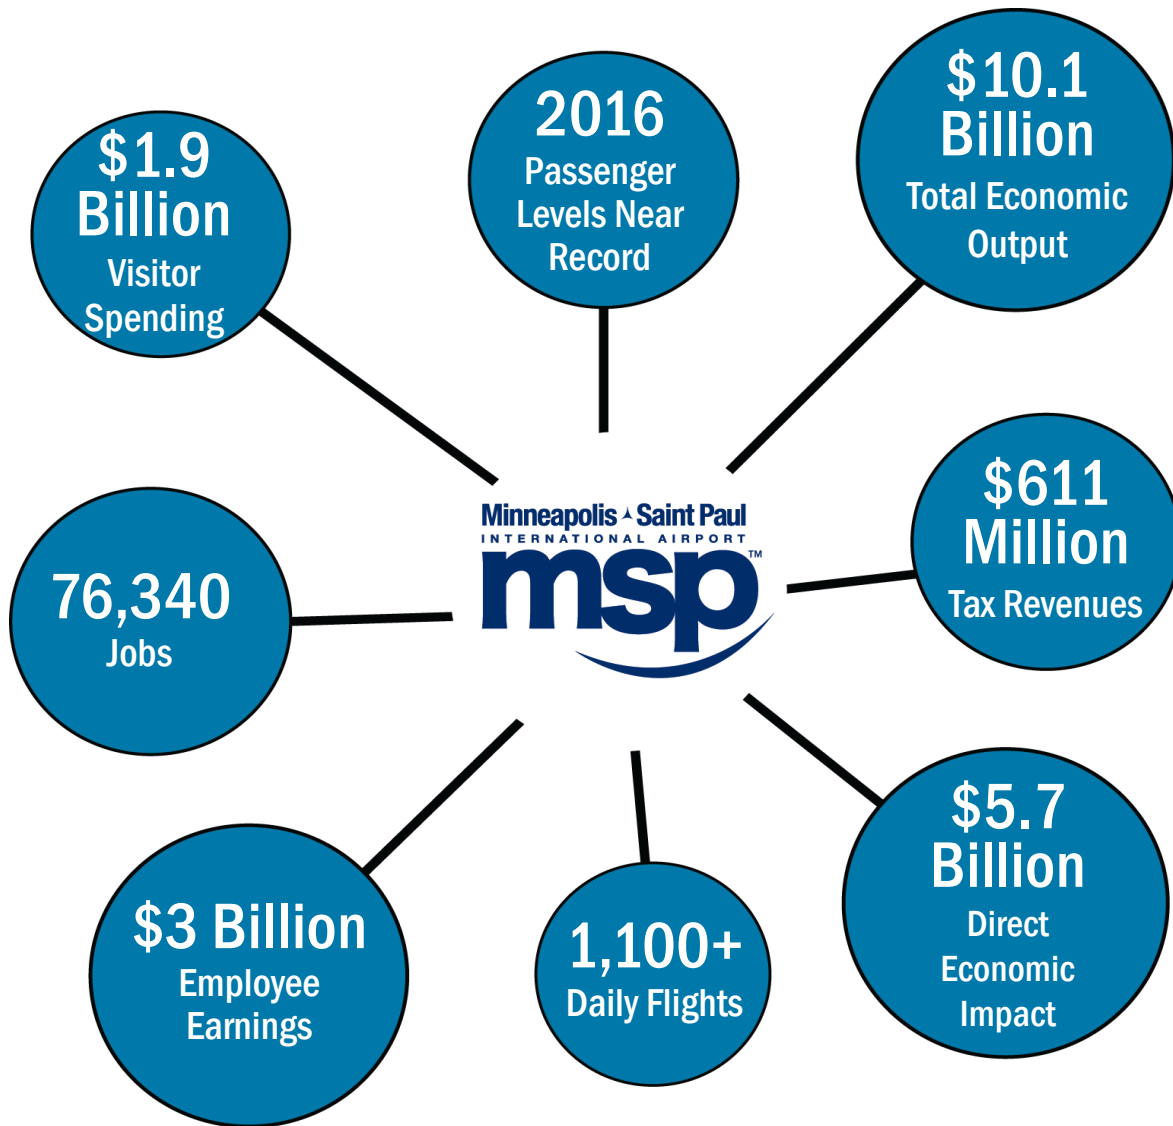 $1.9
Billion
Visitor
Spending
2016
Passenger
Levels Near
Record
$10.1
Billion
Total Economic
Output
76,340
Jobs
Minneapolis Saint Paul
INTERNATIONAL AIRPORT
msp™
$611
Million
Tax Revenues
$3 Billion
Employee
Earnings
1,100+
Daily Flights
$5.7
Billion
Direct
Economic
Impact